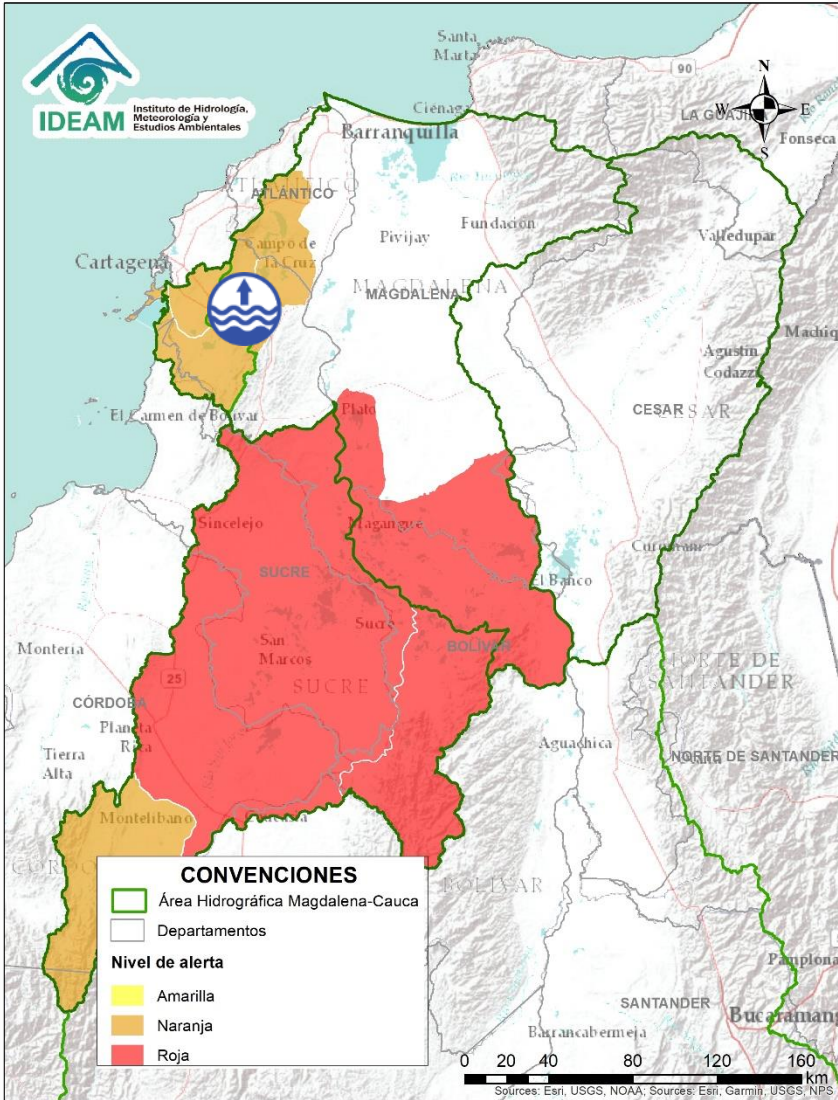 IDEAM
Instituto de Hidrología,
Meteorología y
Estudios Ambientales
Santa
Marta
90
N
W
E
S
Ciénaga
LA GUAJIRA
Fonseca
Barranquilla
ATLÁNTICO
ATLÁNTICO
Campo de
la Cruz
Pivijay
Fundación
Valledupar
Cartagena
MAGDALENA
MAGDALENA
Agustín
Codazzi
El Carmen de Bolívar
Plato
CESAR
CESAR
Sincelejo
Magangué
SUCRE
El Banco
Sucre
San
Marcos
BOLÍVAR
Montería
25
SUCRE
NORTE DE
SANTANDER
CÓRDOBA
Planeta
Rica
Tierra
Alta
Aguachica
NORTE DE SANTANDER
Montelíbano
Caucasia
BOLÍVAR
CONVENCIONES
Área Hidrográfica Magdalena-Cauca
Departamentos
Nivel de alerta
Amarilla
Naranja
Roja
Pamplona
SANTANDER
Bucaramang
Barrancabermeja
0 20 40 80 120 160
km
Sources: Esri, USGS, NOAA; Sources: Esri, Garmin, USGS, NPS